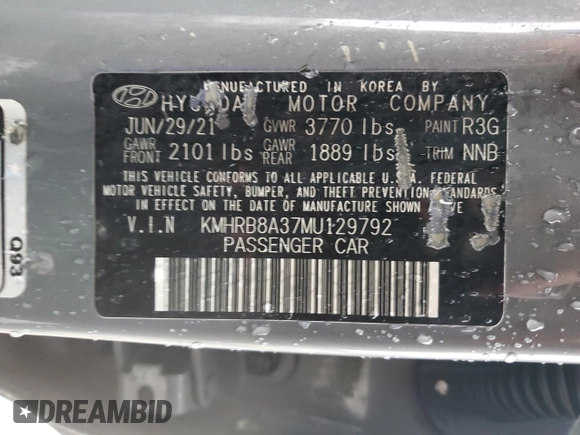 MANUFACTURED IN KOREA BY
HYUNDAI MOTOR COMPANY
JUN/29/21 GVWR 3770 lbs. PAINT R3G
GAWR FRONT 2101 lbs GAWR REAR 1889 lbs. TRIM NNB
THIS VEHICLE CONFORMS TO ALL APPLICABLE U.S.A. FEDERAL
MOTOR VEHICLE SAFETY, BUMPER, AND THEFT PREVENTION STANDARDS
IN EFFECT ON THE DATE OF MANUFACTURE SHOWN ABOVE.
V.I.N KMHRB8A37MU129792
PASSENGER CAR
Q93
DREAMBID